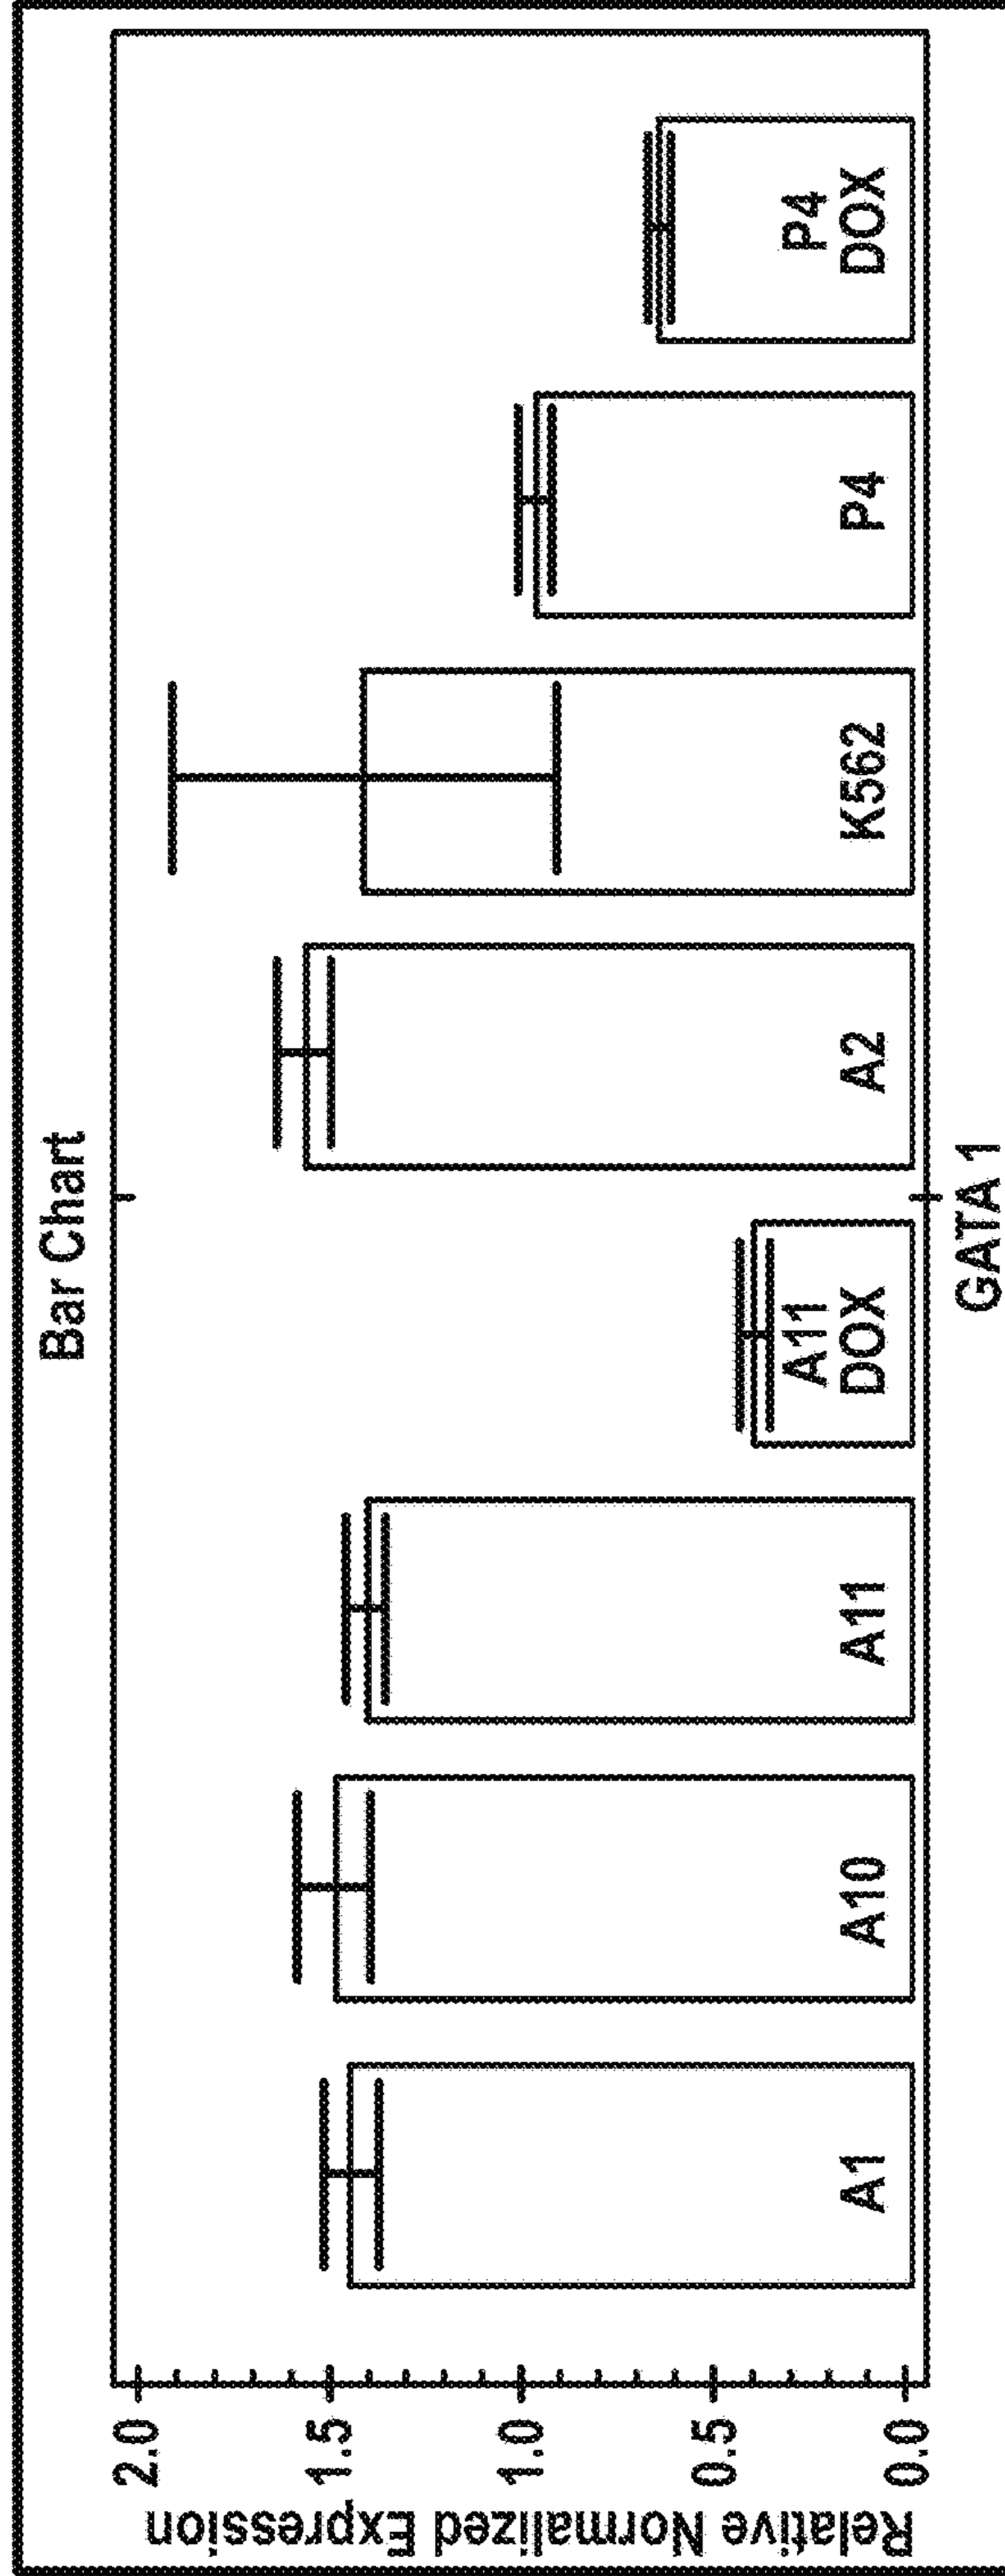 Bar Chart
Relative Normalized Expression
2.0
1.5
1.0
0.5
0.0
A1
A10
A11
A11
DOX
A2
K562
P4
P4
DOX
GATA 1